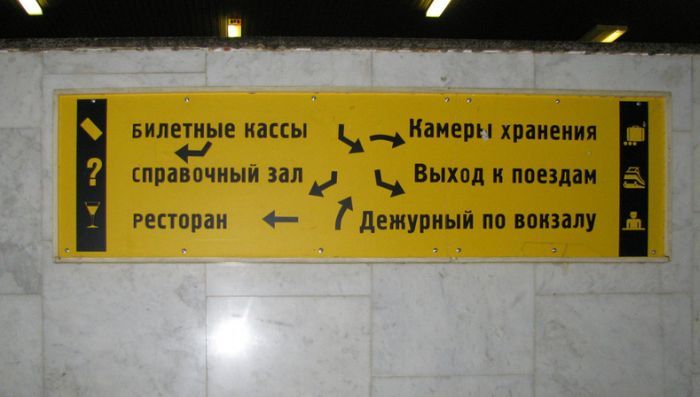 Билетные кассы
Справочный зал
Ресторан
Камеры хранения
Выход к поездам
Дежурный по вокзалу